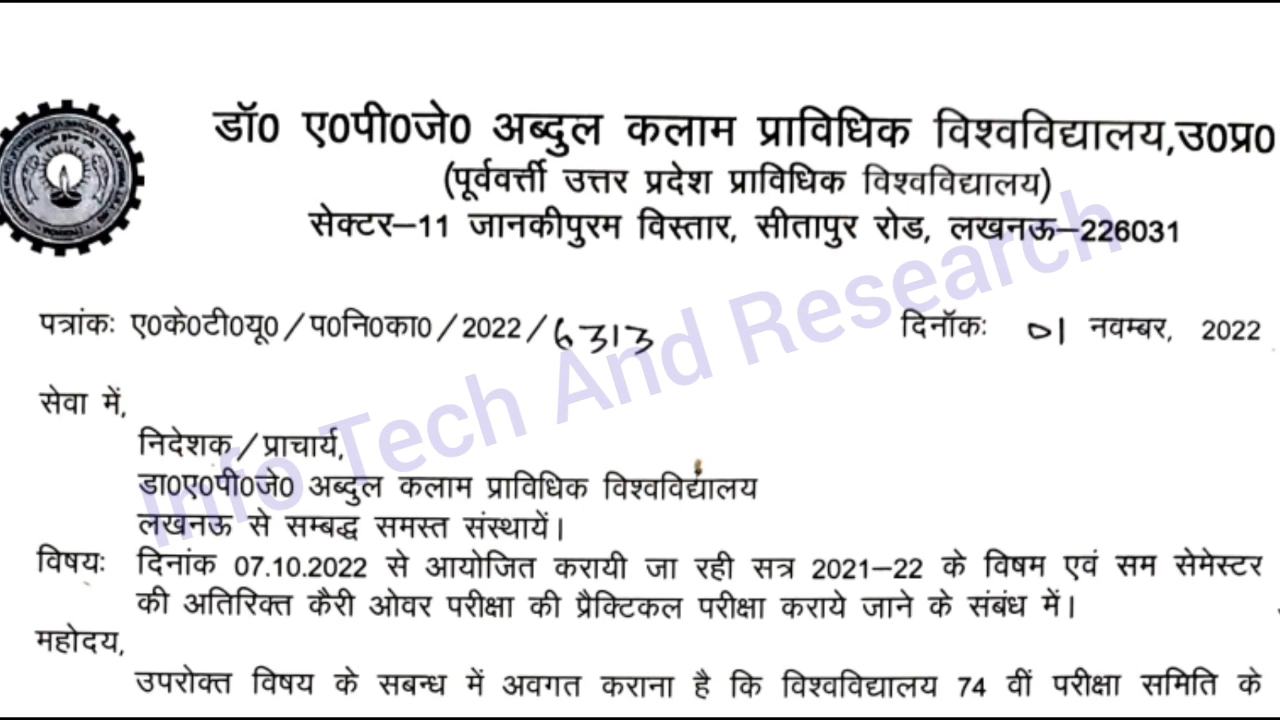 डॉ0 ए0पी0जे0 अब्दुल कलाम प्राविधिक विश्वविद्यालय,उ0प्र0
(पूर्ववर्त्ती उत्तर प्रदेश प्राविधिक विश्वविद्यालय)
सेक्टर–11 जानकीपुरम विस्तार, सीतापुर रोड, लखनऊ–226031
पत्रांकः ए0के0टी0यू0/प0नि0का0/2022/6313 दिनॉकः 01 नवम्बर, 2022
सेवा में,
निदेशक/प्राचार्य,
डा0ए0पी0जे0 अब्दुल कलाम प्राविधिक विश्वविद्यालय
लखनऊ से सम्बद्ध समस्त संस्थायें।
विषयः दिनांक 07.10.2022 से आयोजित करायी जा रही सत्र 2021–22 के विषम एवं सम सेमेस्टर
की अतिरिक्त कैरी ओवर परीक्षा की प्रैक्टिकल परीक्षा कराये जाने के संबंध में।
महोदय,
उपरोक्त विषय के सबन्ध में अवगत कराना है कि विश्वविद्यालय 74 वीं परीक्षा समिति के
Info Tech And Research